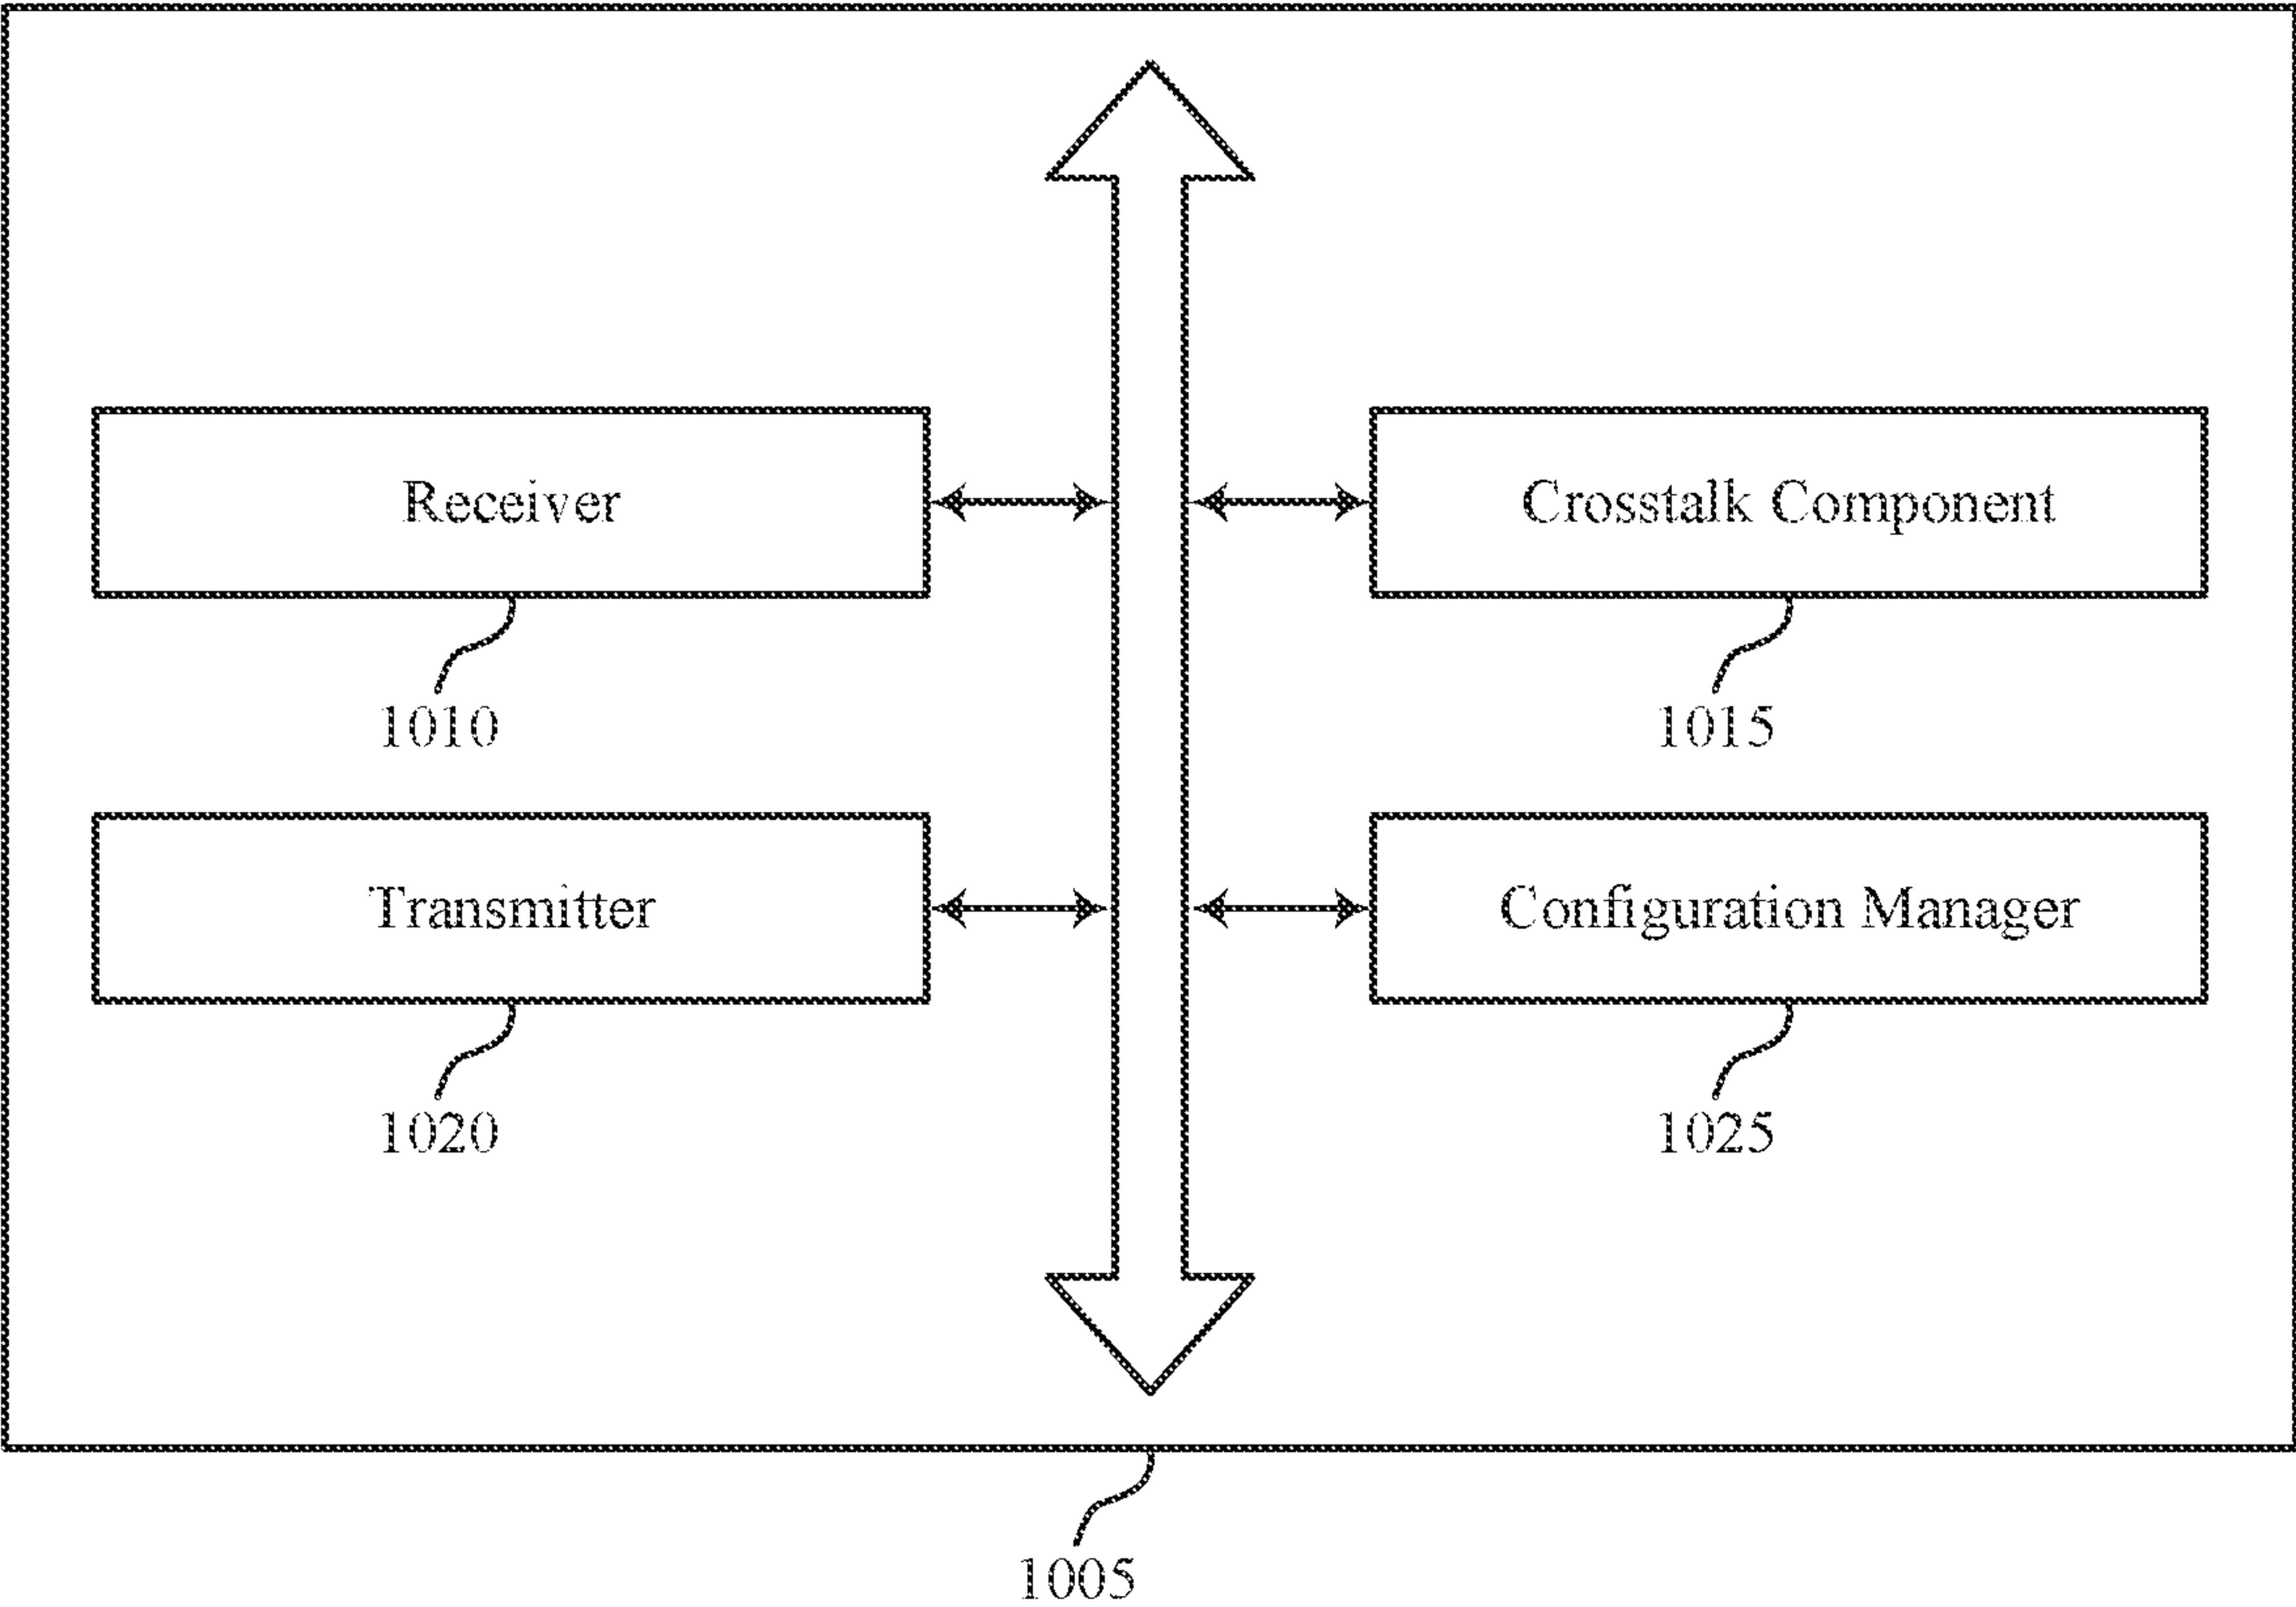 Receiver
Crosstalk Component
1010
1015
Transmitter
Configuration Manager
1020
1025
1005